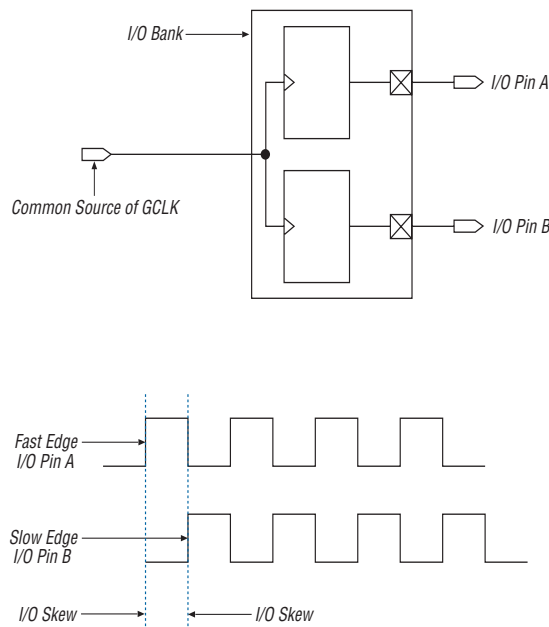 I/O Bank
I/O Pin A
Common Source of GCLK
I/O Pin B
Fast Edge
I/O Pin A
Slow Edge
I/O Pin B
I/O Skew
I/O Skew